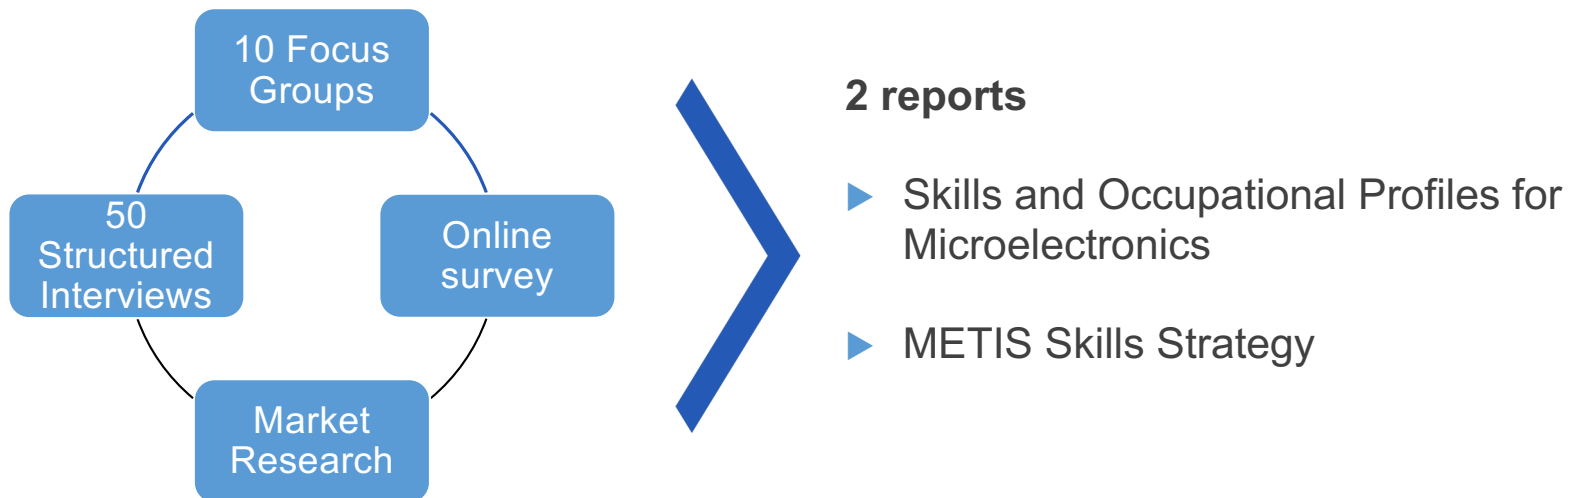 10 Focus
Groups
50
Structured
Interviews
Online
survey
Market
Research
2 reports
Skills and Occupational Profiles for
Microelectronics
METIS Skills Strategy